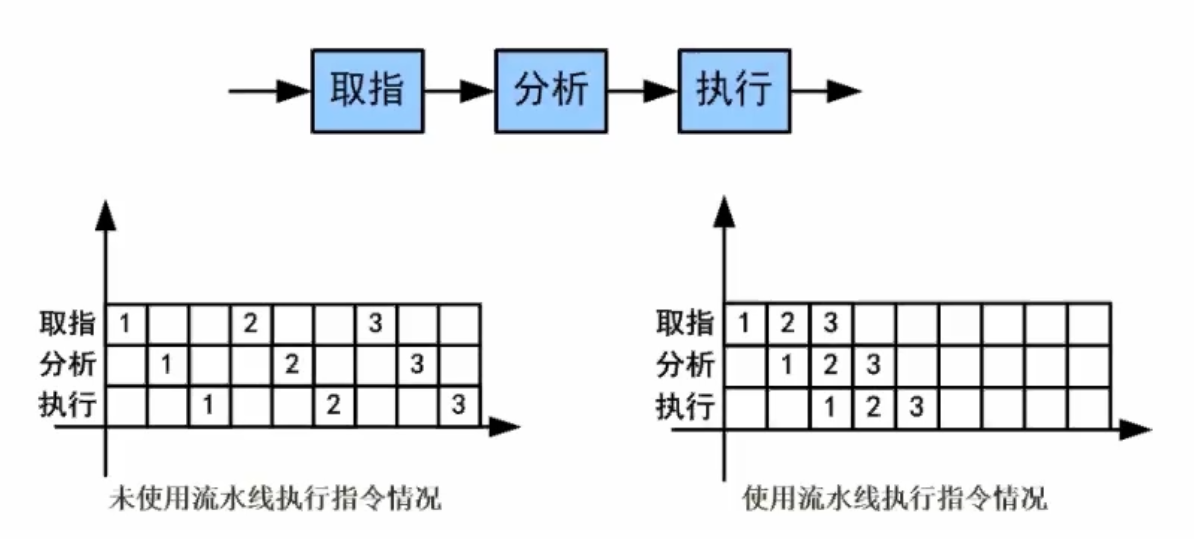 取指 分析 执行
取指 1 2 3
分析 1 2 3
执行 1 2 3
未使用流水线执行指令情况
取指 1 2 3
分析 1 2 3
执行 1 2 3
使用流水线执行指令情况